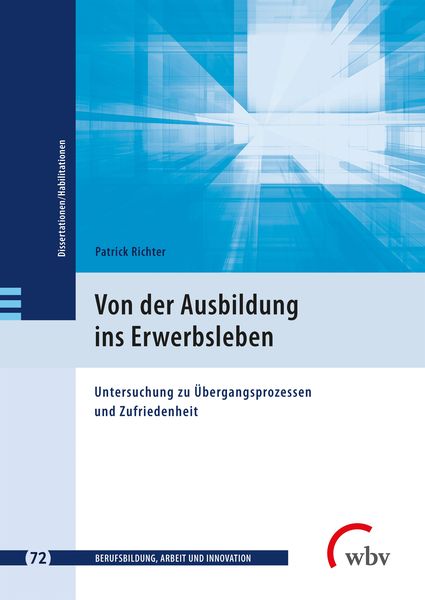 Dissertationen/Habilitationen
Patrick Richter
Von der Ausbildung
ins Erwerbsleben
Untersuchung zu Übergangsprozessen
und Zufriedenheit
(72)
BERUFSBILDUNG, ARBEIT UND INNOVATION
wbv